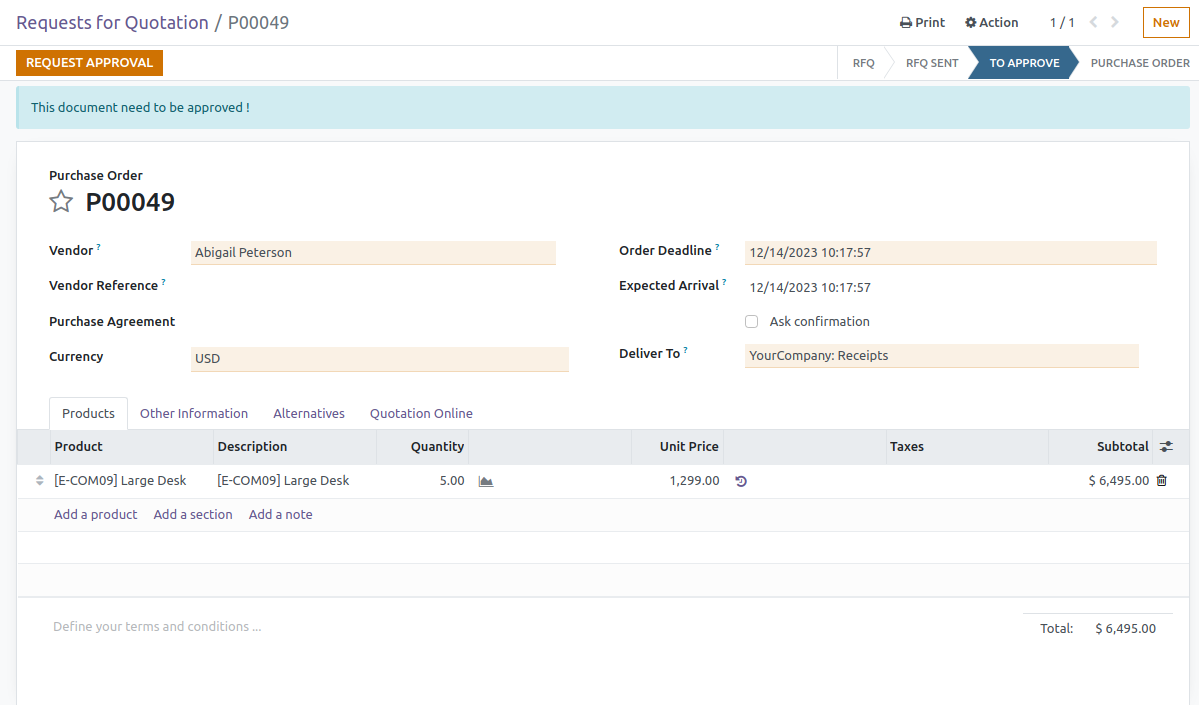 Requests for Quotation / P00049 Print Action 1 / 1 New
REQUEST APPROVAL RFQ RFQ SENT TO APPROVE PURCHASE ORDER
This document need to be approved !
Purchase Order
P00049
Vendor ? Abigail Peterson Order Deadline ? 12/14/2023 10:17:57
Vendor Reference ? Expected Arrival ? 12/14/2023 10:17:57
Purchase Agreement Ask confirmation
Currency USD Deliver To ? YourCompany: Receipts
Products Other Information Alternatives Quotation Online
Product Description Quantity Unit Price Taxes Subtotal
[E-COM09] Large Desk [E-COM09] Large Desk 5.00 1,299.00 $ 6,495.00
Add a product Add a section Add a note
Define your terms and conditions ... Total: $ 6,495.00